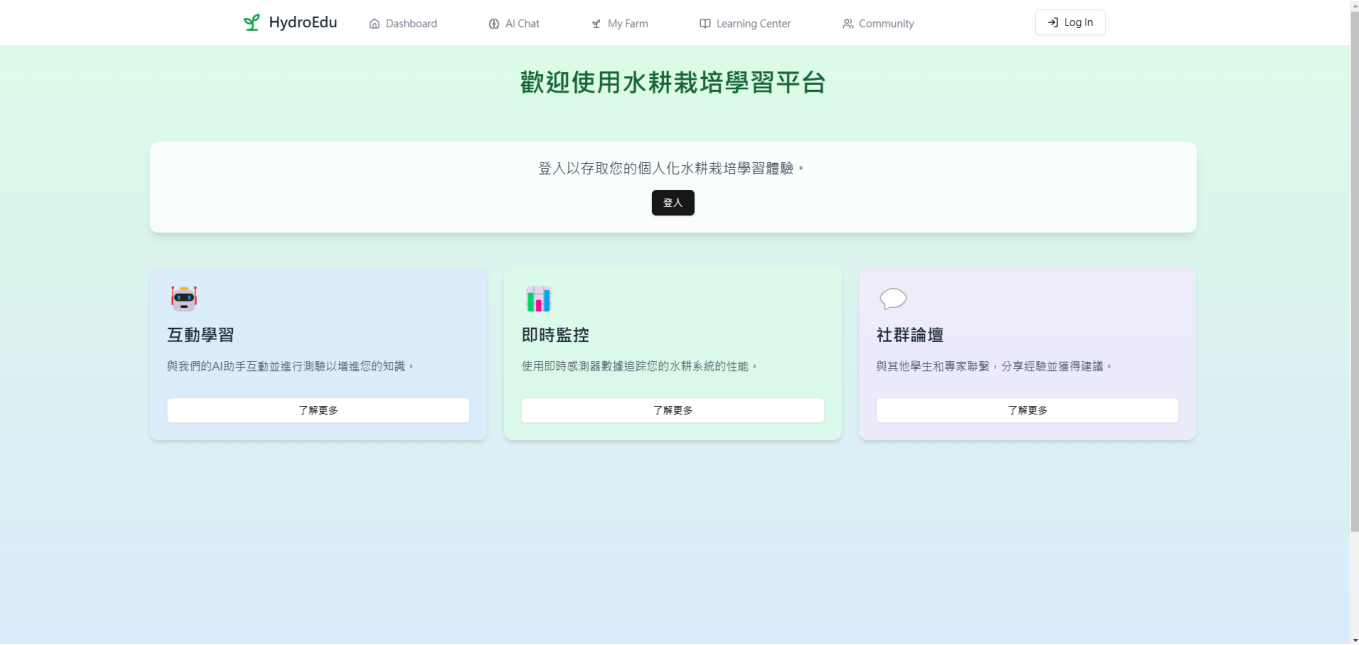 HydroEdu Dashboard AI Chat My Farm Learning Center Community Log In
歡迎使用水耕栽培學習平台
登入以存取您的個人化水耕栽培學習體驗。
登入
互動學習
與我們的AI助手互動並進行測驗以增進您的知識。
了解更多
即時監控
使用即時感測器數據追踪您的水耕系統的性能。
了解更多
社群論壇
與其他學生和專家聯繫，分享經驗並獲得建議。
了解更多